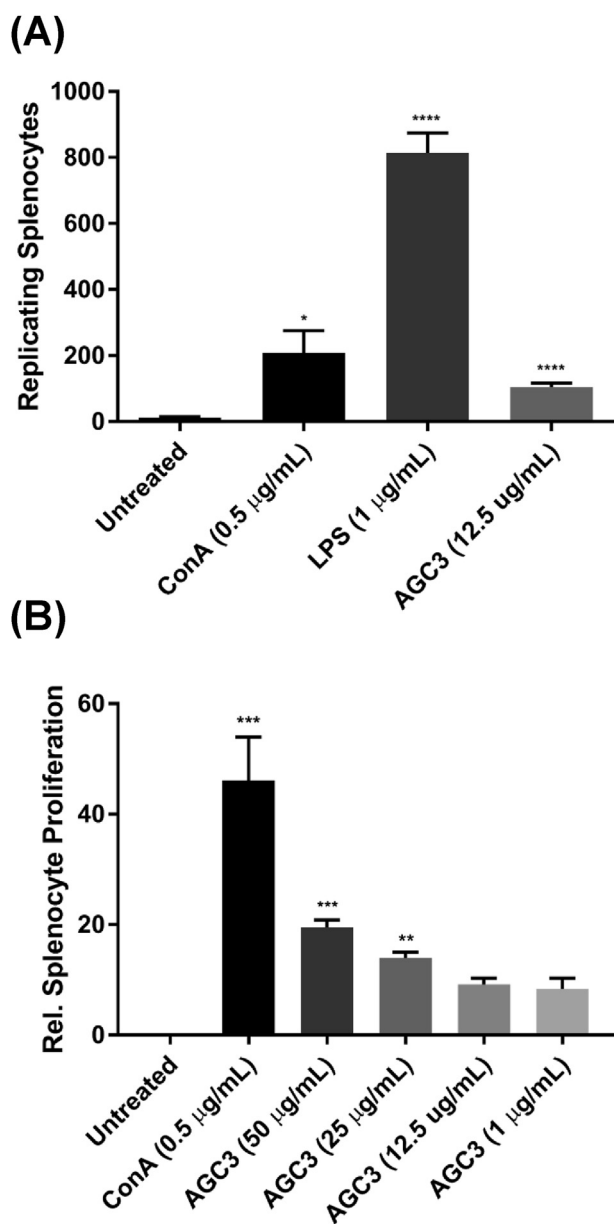 (A)
Replicating Splenocytes
1000
800
600
400
200
0
****
*
****
Untreated
ConA (0.5 μg/mL)
LPS (1 μg/mL)
AGC3 (12.5 ug/mL)
(B)
Rel. Splenocyte Proliferation
60
40
20
0
***
***
**
Untreated
ConA (0.5 μg/mL)
AGC3 (50 μg/mL)
AGC3 (25 μg/mL)
AGC3 (12.5 ug/mL)
AGC3 (1 μg/mL)